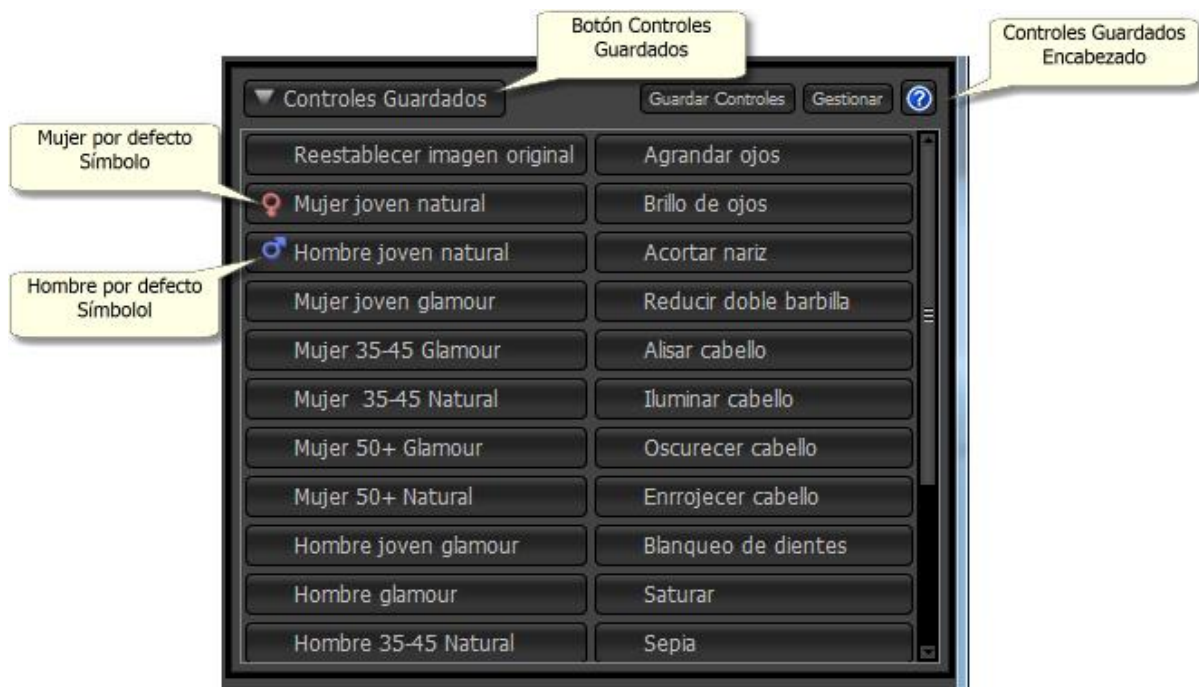 Botón Controles
Guardados
Controles Guardados
Encabezado
Controles Guardados
Guardar Controles
Gestionar
?
Mujer por defecto
Símbolo
Reestablecer imagen original
Agrandar ojos
Mujer joven natural
Brillo de ojos
Hombre joven natural
Acortar nariz
Hombre por defecto
Símbolol
Mujer joven glamour
Reducir doble barbilla
Mujer 35-45 Glamour
Alisar cabello
Mujer  35-45 Natural
Iluminar cabello
Mujer 50+ Glamour
Oscurecer cabello
Mujer 50+ Natural
Enrrojecer cabello
Hombre joven glamour
Blanqueo de dientes
Hombre glamour
Saturar
Hombre 35-45 Natural
Sepia